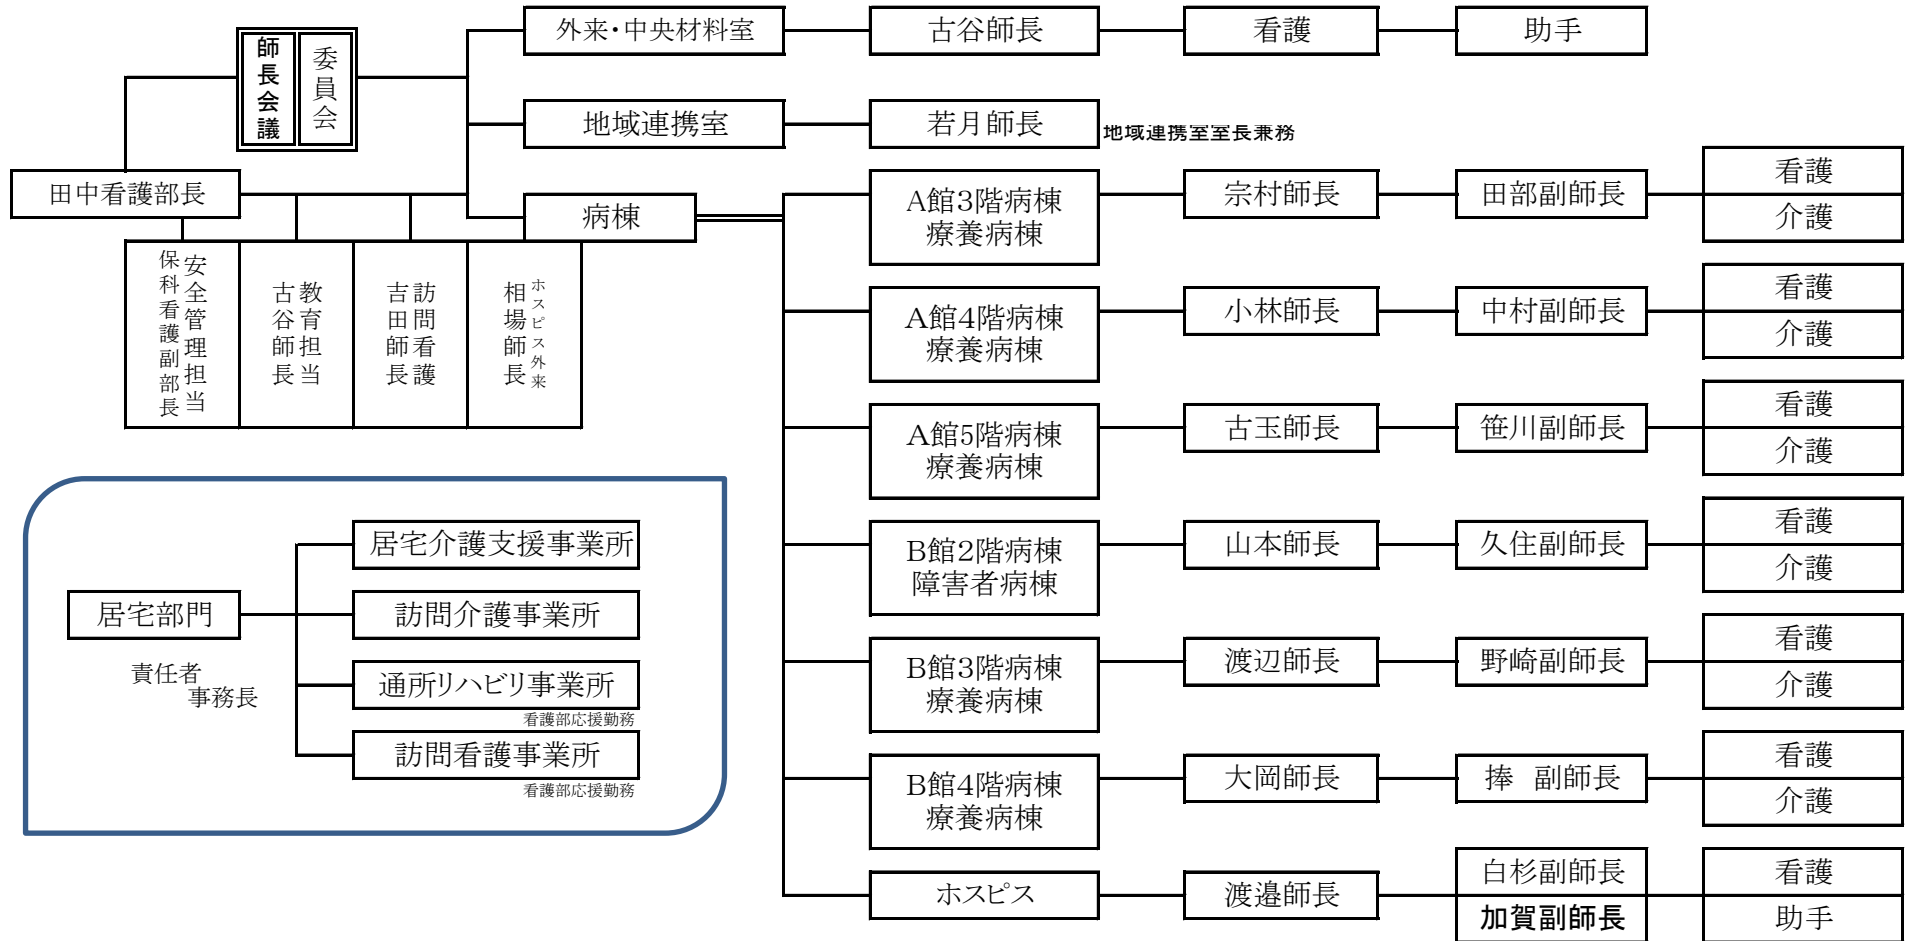 師長会議
委員会
外来・中央材料室
古谷師長
看護
助手
地域連携室
若月師長
地域連携室室長兼務
田中看護部長
病棟
安全管理担当
保科看護副部長
教育担当
古谷師長
訪問看護
吉田師長
ホスピス外来
相場師長
A館3階病棟
療養病棟
宗村師長
田部副師長
看護
介護
A館4階病棟
療養病棟
小林師長
中村副師長
看護
介護
A館5階病棟
療養病棟
古玉師長
笹川副師長
看護
介護
B館2階病棟
障害者病棟
山本師長
久住副師長
看護
介護
B館3階病棟
療養病棟
渡辺師長
野崎副師長
看護
介護
B館4階病棟
療養病棟
大岡師長
捧 副師長
看護
介護
ホスピス
渡邉師長
白杉副師長
加賀副師長
看護
助手
居宅部門
責任者
事務長
居宅介護支援事業所
訪問介護事業所
通所リハビリ事業所
看護部応援勤務
訪問看護事業所
看護部応援勤務